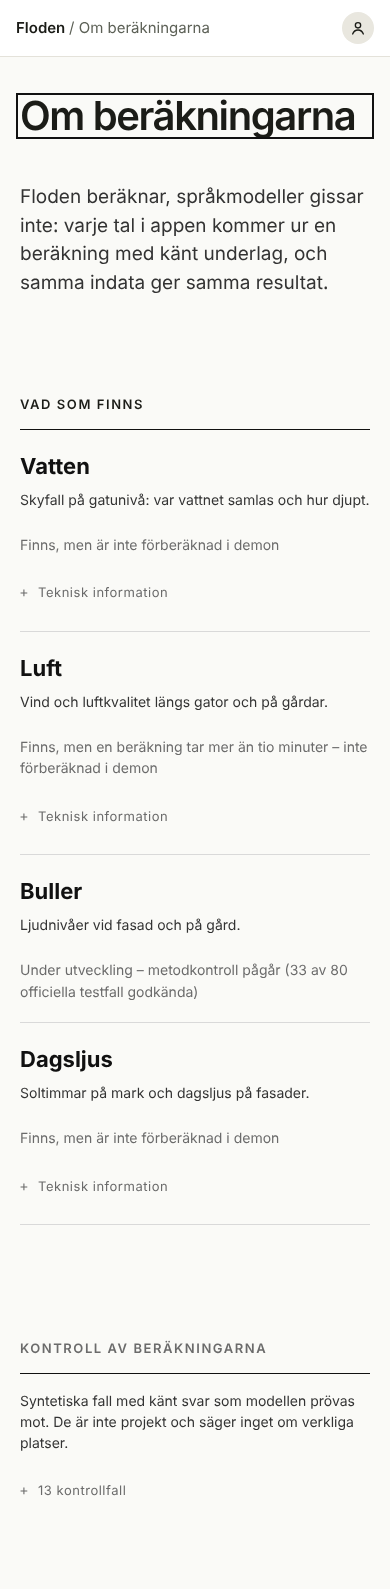 Floden / Om beräkningarna
Om beräkningarna
Floden beräknar, språkmodeller gissar
inte: varje tal i appen kommer ur en
beräkning med känt underlag, och
samma indata ger samma resultat.
VAD SOM FINNS
Vatten
Skyfall på gatunivå: var vattnet samlas och hur djupt.
Finns, men är inte förberäknad i demon
+ Teknisk information
Luft
Vind och luftkvalitet längs gator och på gårdar.
Finns, men en beräkning tar mer än tio minuter – inte
förberäknad i demon
+ Teknisk information
Buller
Ljudnivåer vid fasad och på gård.
Under utveckling – metodkontroll pågår (33 av 80
officiella testfall godkända)
Dagsljus
Soltimmar på mark och dagsljus på fasader.
Finns, men är inte förberäknad i demon
+ Teknisk information
KONTROLL AV BERÄKNINGARNA
Syntetiska fall med känt svar som modellen prövas
mot. De är inte projekt och säger inget om verkliga
platser.
+ 13 kontrollfall